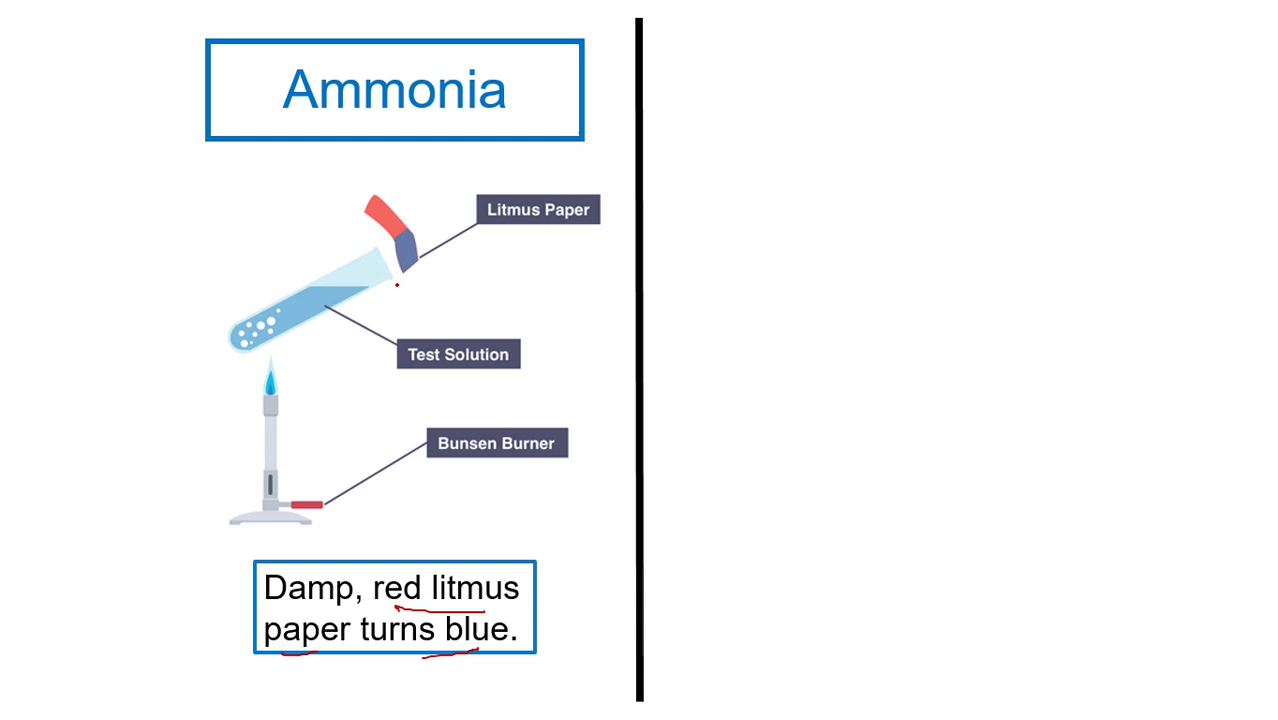 Ammonia
Litmus Paper
Test Solution
Bunsen Burner
Damp, red litmus
paper turns blue.